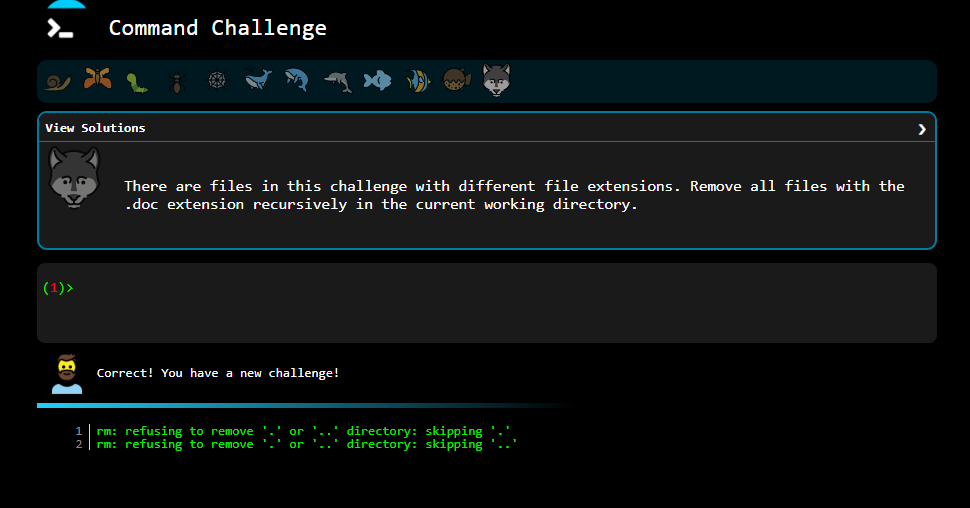 Command Challenge
View Solutions
There are files in this challenge with different file extensions. Remove all files with the
.doc extension recursively in the current working directory.
(1)>
Correct! You have a new challenge!
1 rm: refusing to remove '.' or '..' directory: skipping '.'
2 rm: refusing to remove '.' or '..' directory: skipping '..'